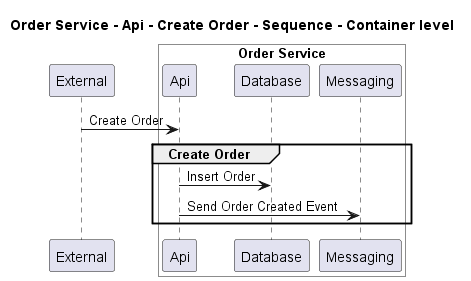 Order Service - Api - Create Order - Sequence - Container level
Order Service
External Api Database Messaging
Create Order
Create Order
Insert Order
Send Order Created Event
External Api Database Messaging